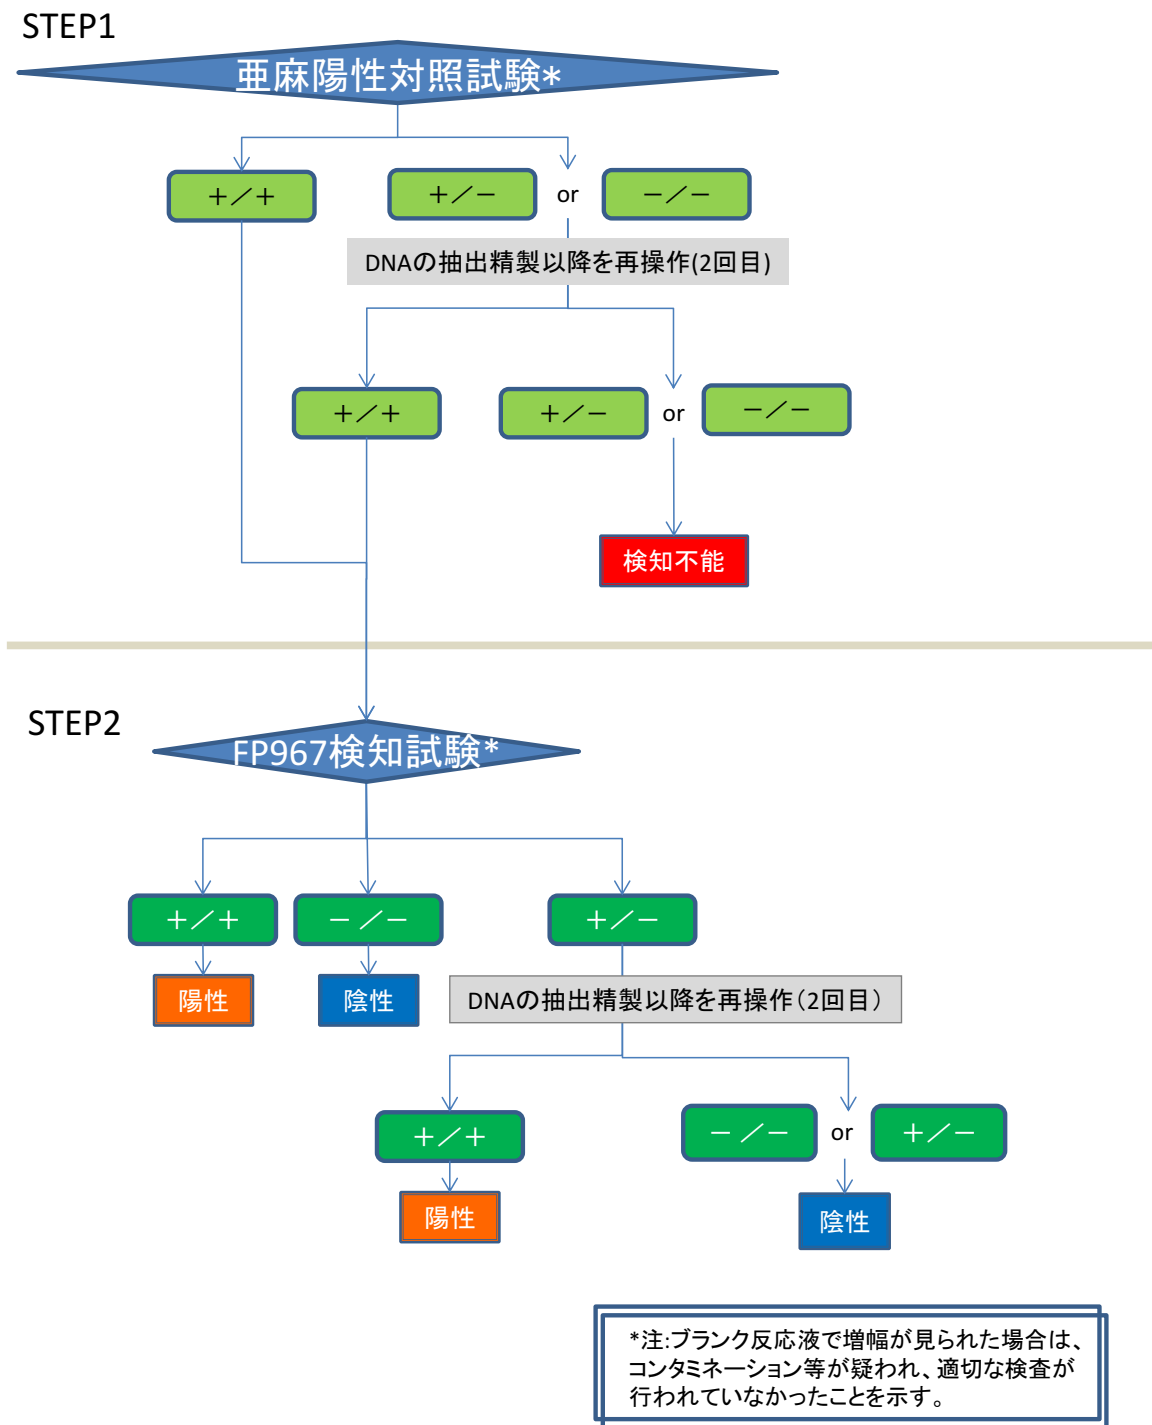 STEP1
亜麻陽性対照試験*
＋／＋
＋／－
or
－／－
DNAの抽出精製以降を再操作(2回目)
＋／＋
＋／－
or
－／－
検知不能
STEP2
FP967検知試験*
＋／＋
－ ／－
＋／－
陽性
陰性
DNAの抽出精製以降を再操作（2回目）
＋／＋
－ ／－
or
＋／－
陽性
陰性
*注:ブランク反応液で増幅が見られた場合は、
コンタミネーション等が疑われ、適切な検査が
行われていなかったことを示す。